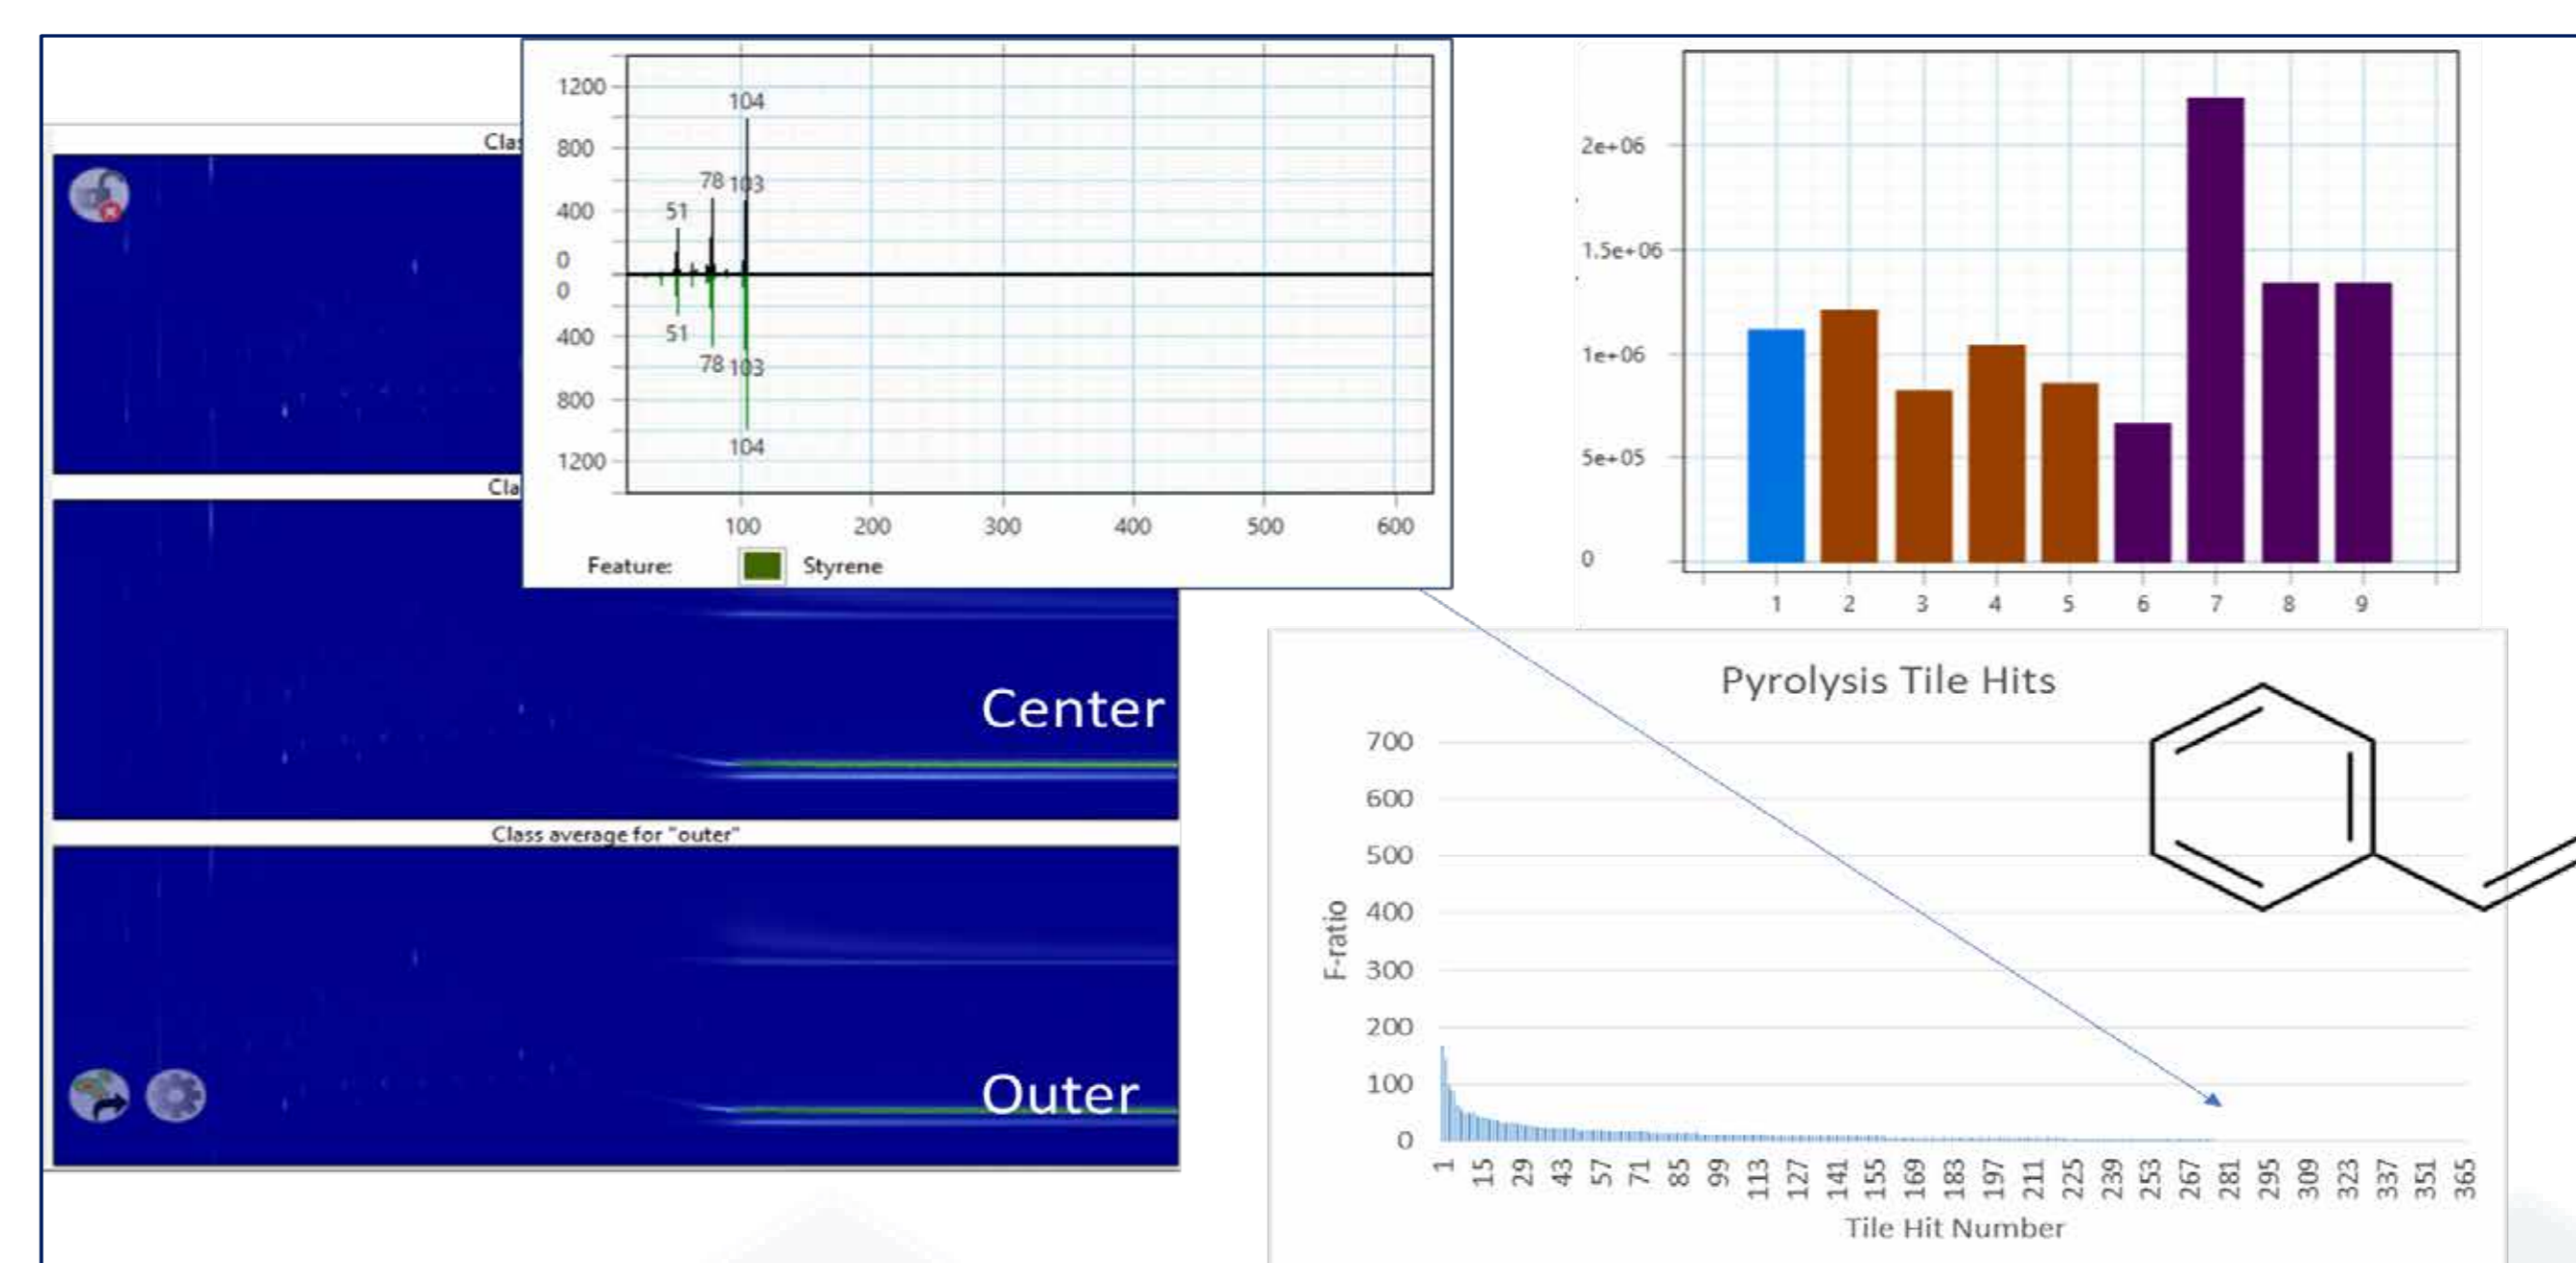 Clas
Cla
Center
Class average for "outer"
Outer
1200
800
400
0
0
400
800
1200
104
78 103
51
51
78 103
104
100 200 300 400 500 600
Feature: Styrene
2e+06
1.5e+06
1e+06
5e+05
0
1 2 3 4 5 6 7 8 9
Pyrolysis Tile Hits
700
600
500
400
300
200
100
0
F-ratio
1 15 29 43 57 71 85 99 113 127 141 155 169 183 197 211 225 239 253 267 281 295 309 323 337 351 365
Tile Hit Number